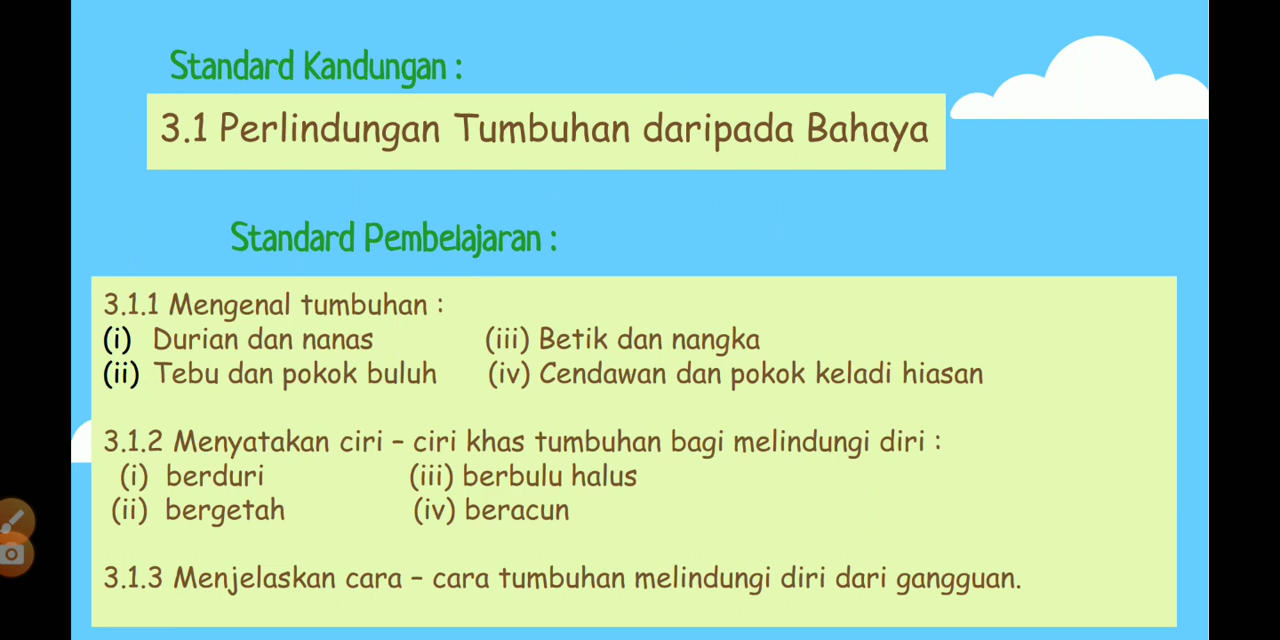 Standard Kandungan :
3.1 Perlindungan Tumbuhan daripada Bahaya
Standard Pembelajaran :
3.1.1 Mengenal tumbuhan :
(i) Durian dan nanas (iii) Betik dan nangka
(ii) Tebu dan pokok buluh (iv) Cendawan dan pokok keladi hiasan
3.1.2 Menyatakan ciri – ciri khas tumbuhan bagi melindungi diri :
(i) berduri (iii) berbulu halus
(ii) bergetah (iv) beracun
3.1.3 Menjelaskan cara – cara tumbuhan melindungi diri dari gangguan.